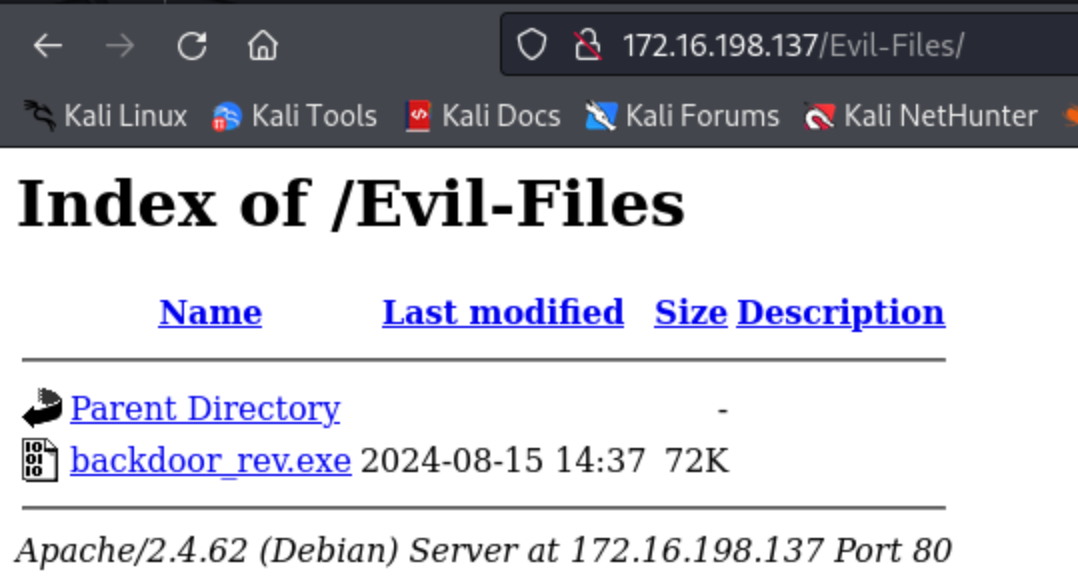 172.16.198.137/Evil-Files/
Kali Linux Kali Tools Kali Docs Kali Forums Kali NetHunter
Index of /Evil-Files
Name Last modified Size Description
Parent Directory -
backdoor_rev.exe 2024-08-15 14:37 72K
Apache/2.4.62 (Debian) Server at 172.16.198.137 Port 80